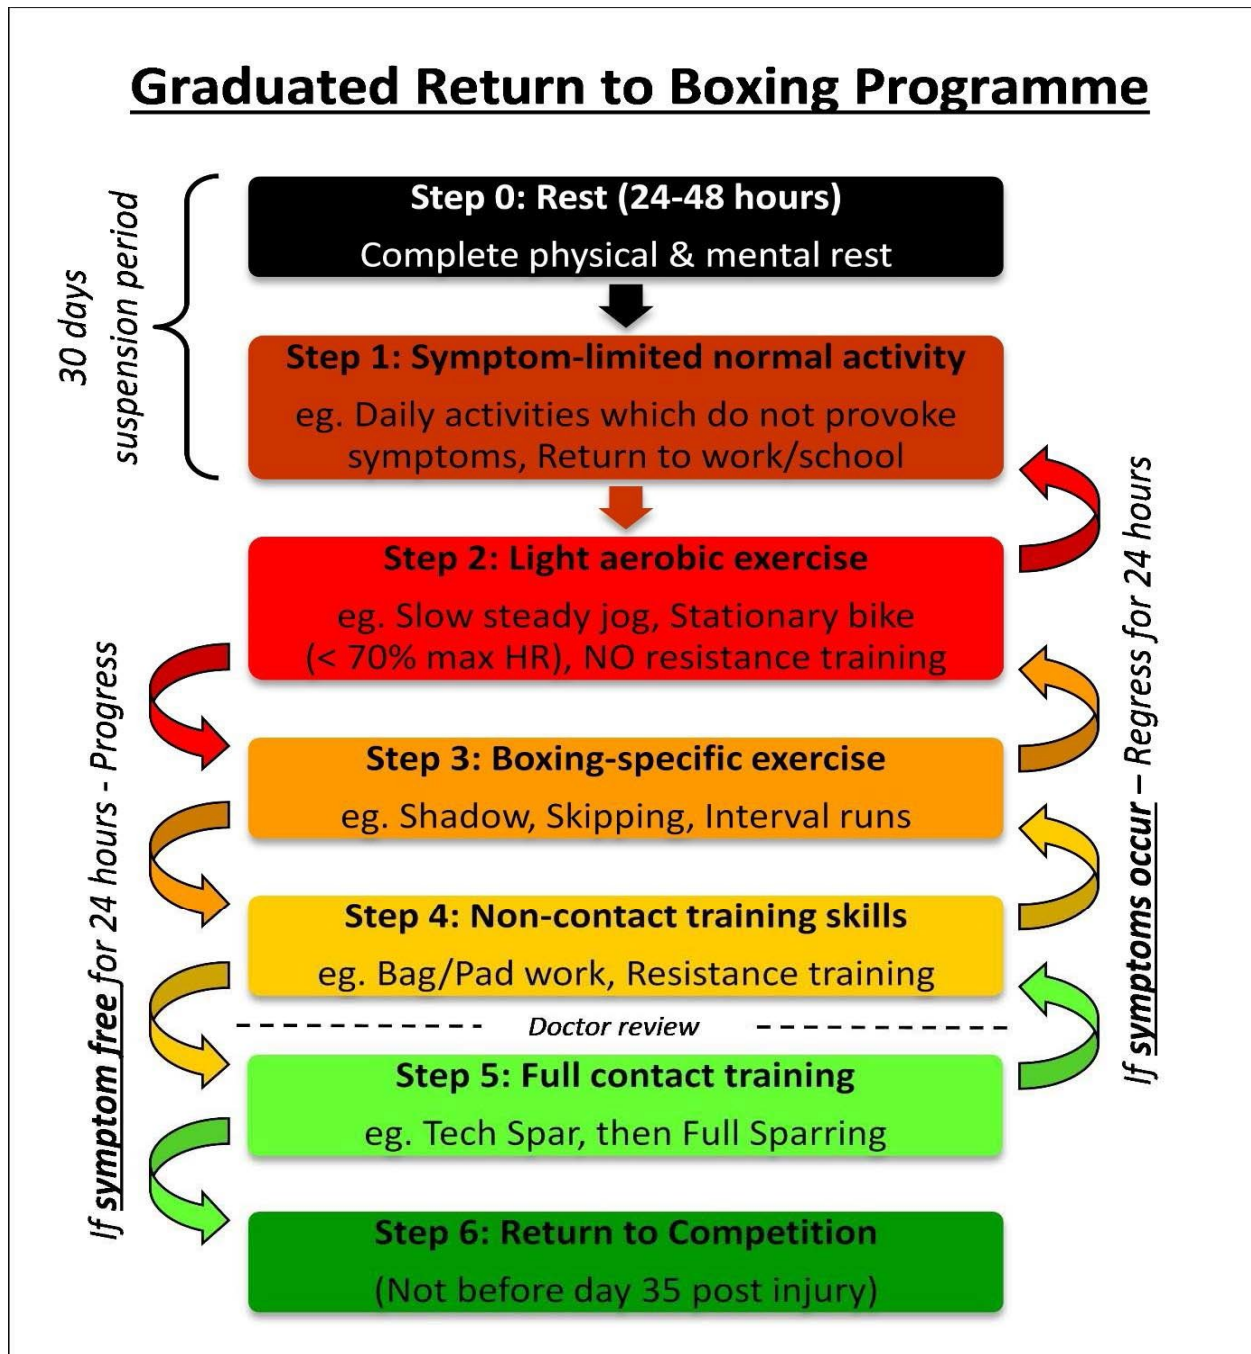 Graduated Return to Boxing Programme
30 days
suspension period
Step 0: Rest (24-48 hours)
Complete physical & mental rest
Step 1: Symptom-limited normal activity
eg. Daily activities which do not provoke
symptoms, Return to work/school
Step 2: Light aerobic exercise
eg. Slow steady jog, Stationary bike
(< 70% max HR), NO resistance training
Step 3: Boxing-specific exercise
eg. Shadow, Skipping, Interval runs
Step 4: Non-contact training skills
eg. Bag/Pad work, Resistance training
Doctor review
Step 5: Full contact training
eg. Tech Spar, then Full Sparring
Step 6: Return to Competition
(Not before day 35 post injury)
If symptom free for 24 hours - Progress
If symptoms occur – Regress for 24 hours